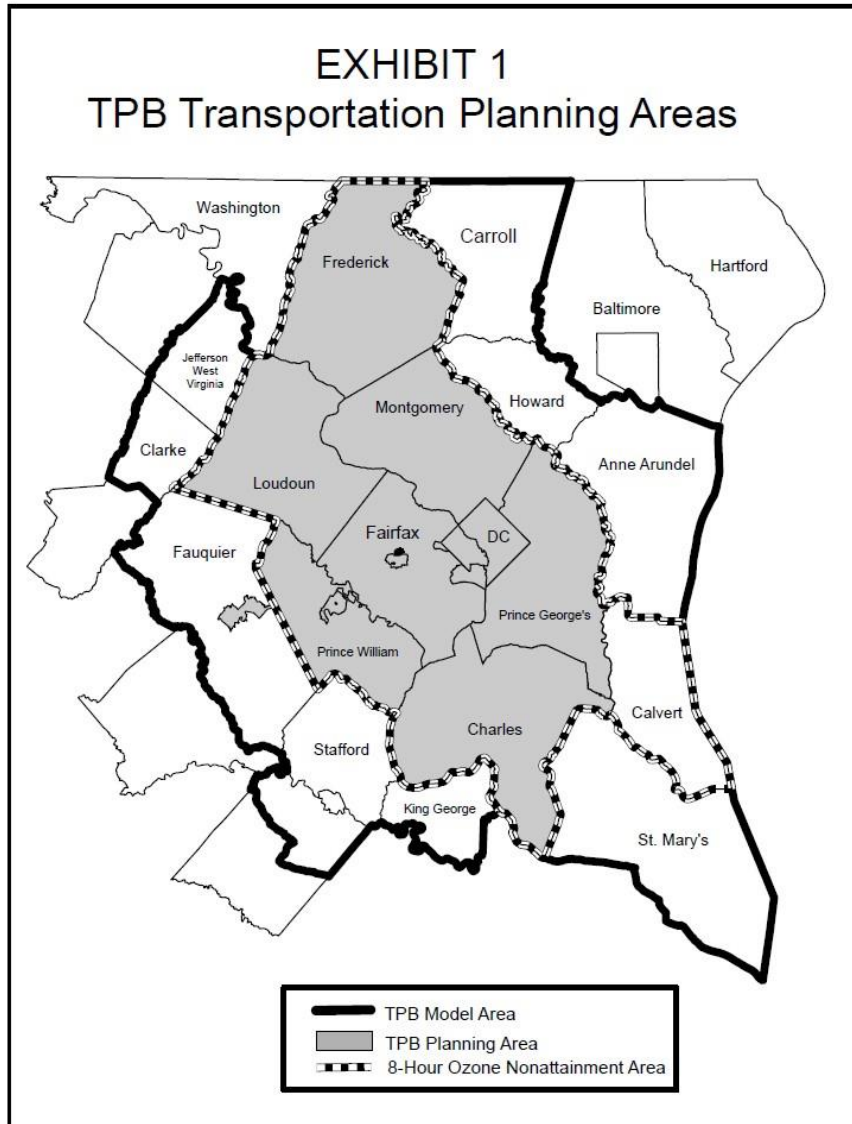 EXHIBIT 1
TPB Transportation Planning Areas
Washington
Carroll
Frederick
Hartford
Baltimore
Jefferson
West
Virginia
Montgomery
Howard
Clarke
Anne Arundel
Loudoun
Fairfax
DC
Fauquier
Prince George's
Prince William
Calvert
Charles
Stafford
King George
St. Mary's
TPB Model Area
TPB Planning Area
8-Hour Ozone Nonattainment Area